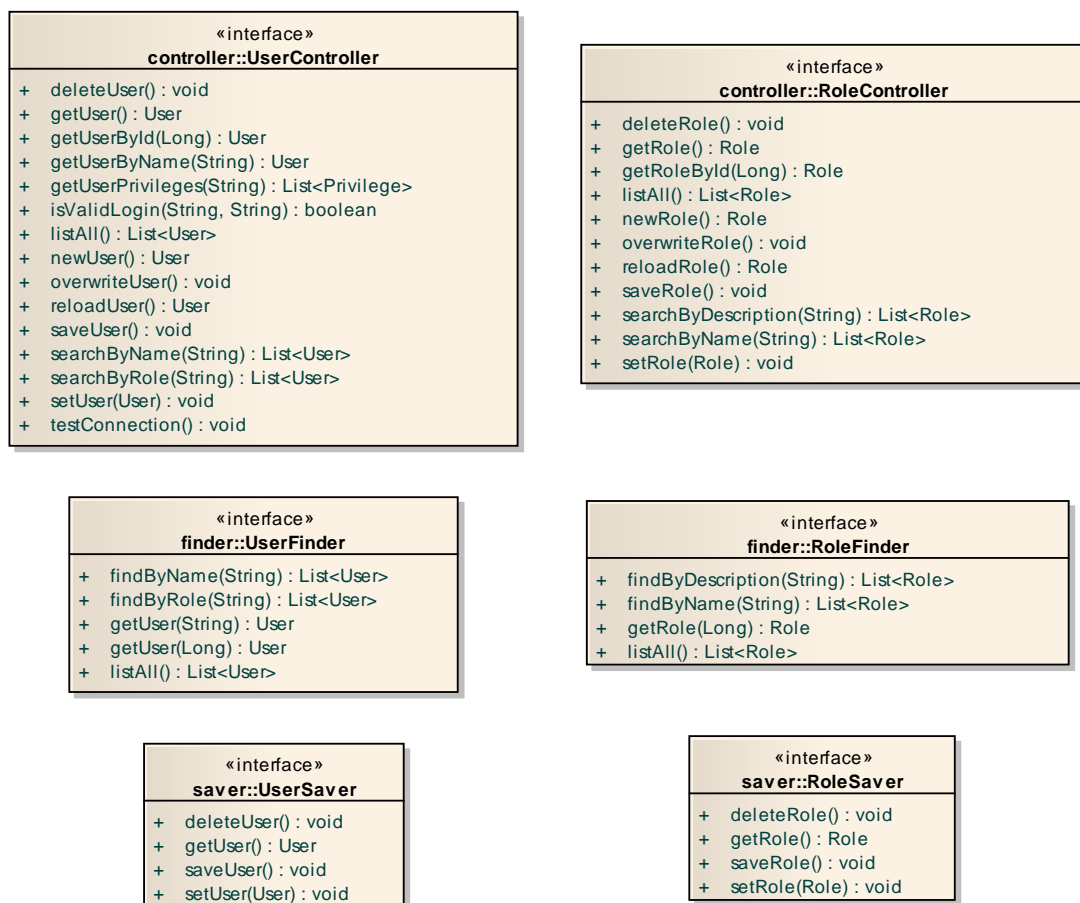 «interface»
controller::UserController
+ deleteUser() : void
+ getUser() : User
+ getUserById(Long) : User
+ getUserByName(String) : User
+ getUserPrivileges(String) : List<Privilege>
+ isValidLogin(String, String) : boolean
+ listAll() : List<User>
+ newUser() : User
+ overwriteUser() : void
+ reloadUser() : User
+ saveUser() : void
+ searchByName(String) : List<User>
+ searchByRole(String) : List<User>
+ setUser(User) : void
+ testConnection() : void
«interface»
controller::RoleController
+ deleteRole() : void
+ getRole() : Role
+ getRoleById(Long) : Role
+ listAll() : List<Role>
+ newRole() : Role
+ overwriteRole() : void
+ reloadRole() : Role
+ saveRole() : void
+ searchByDescription(String) : List<Role>
+ searchByName(String) : List<Role>
+ setRole(Role) : void
«interface»
finder::UserFinder
+ findByName(String) : List<User>
+ findByRole(String) : List<User>
+ getUser(String) : User
+ getUser(Long) : User
+ listAll() : List<User>
«interface»
finder::RoleFinder
+ findByDescription(String) : List<Role>
+ findByName(String) : List<Role>
+ getRole(Long) : Role
+ listAll() : List<Role>
«interface»
saver::UserSaver
+ deleteUser() : void
+ getUser() : User
+ saveUser() : void
+ setUser(User) : void
«interface»
saver::RoleSaver
+ deleteRole() : void
+ getRole() : Role
+ saveRole() : void
+ setRole(Role) : void